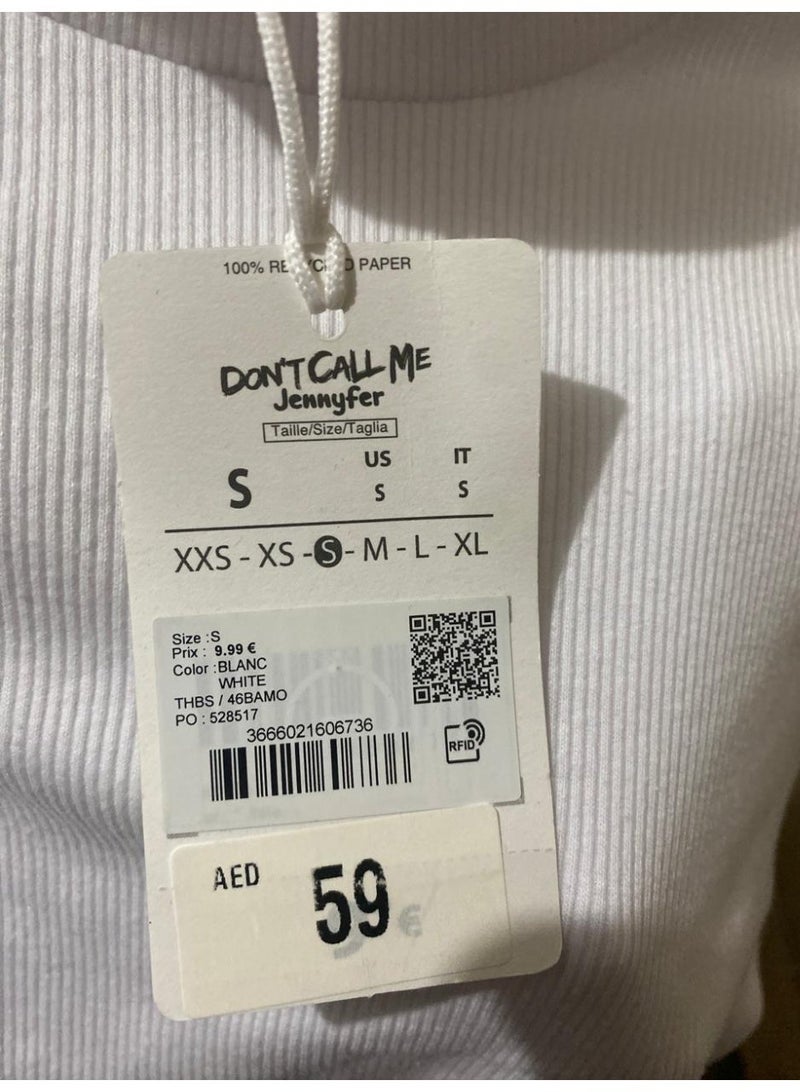 100% RECYCLED PAPER
DON'T CALL ME
Jennyfer
Taille/Size/Taglia
US IT
S S S
XXS - XS - S - M - L - XL
Size :S
Prix : 9.99 €
Color :BLANC
WHITE
THBS / 46BAMO
PO : 528517
3666021606736
RFID
AED 59
€